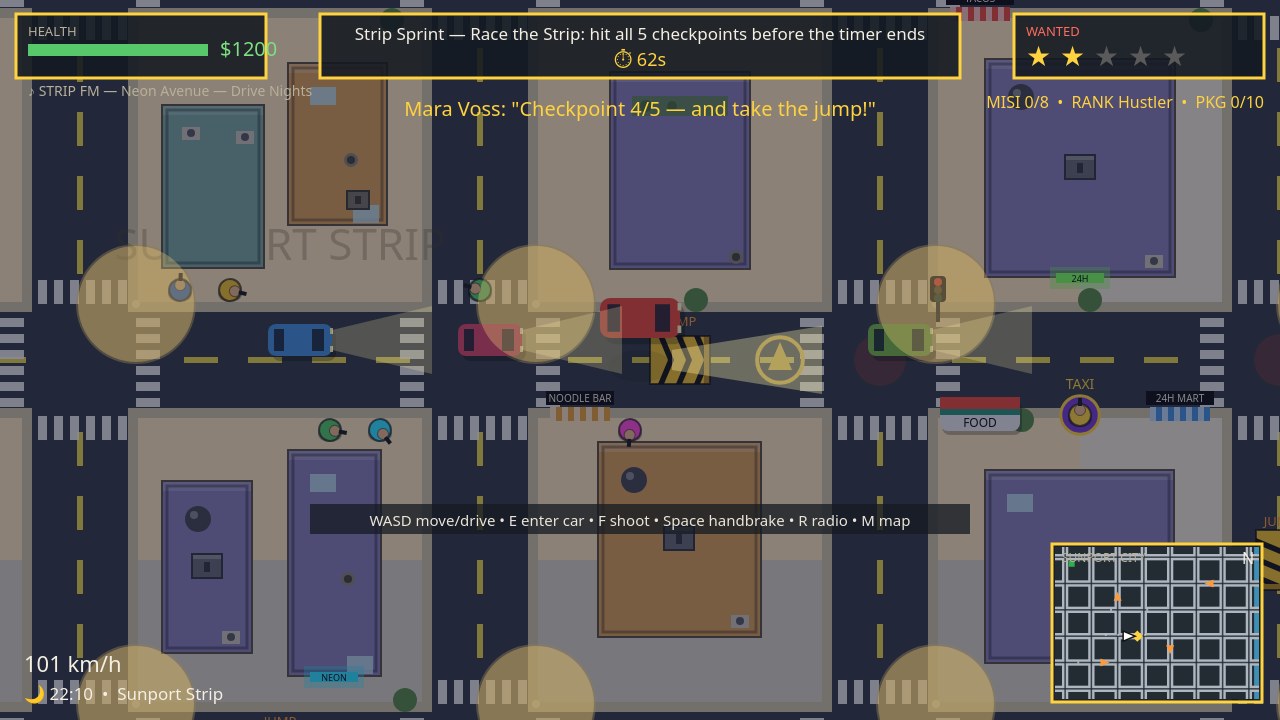 HEALTH
$1200
♪ STRIP FM — Neon Avenue — Drive Nights
Strip Sprint — Race the Strip: hit all 5 checkpoints before the timer ends
⏱ 62s
Mara Voss: "Checkpoint 4/5 — and take the jump!"
WANTED
★ ★ ★ ★ ★
MISI 0/8 • RANK Hustler • PKG 0/10
24H
NOODLE BAR
FOOD
TAXI
24H MART
WASD move/drive • E enter car • F shoot • Space handbrake • R radio • M map
SUNPORT CITY
N
NEON
101 km/h
🌙 22:10 • Sunport Strip
JUMP